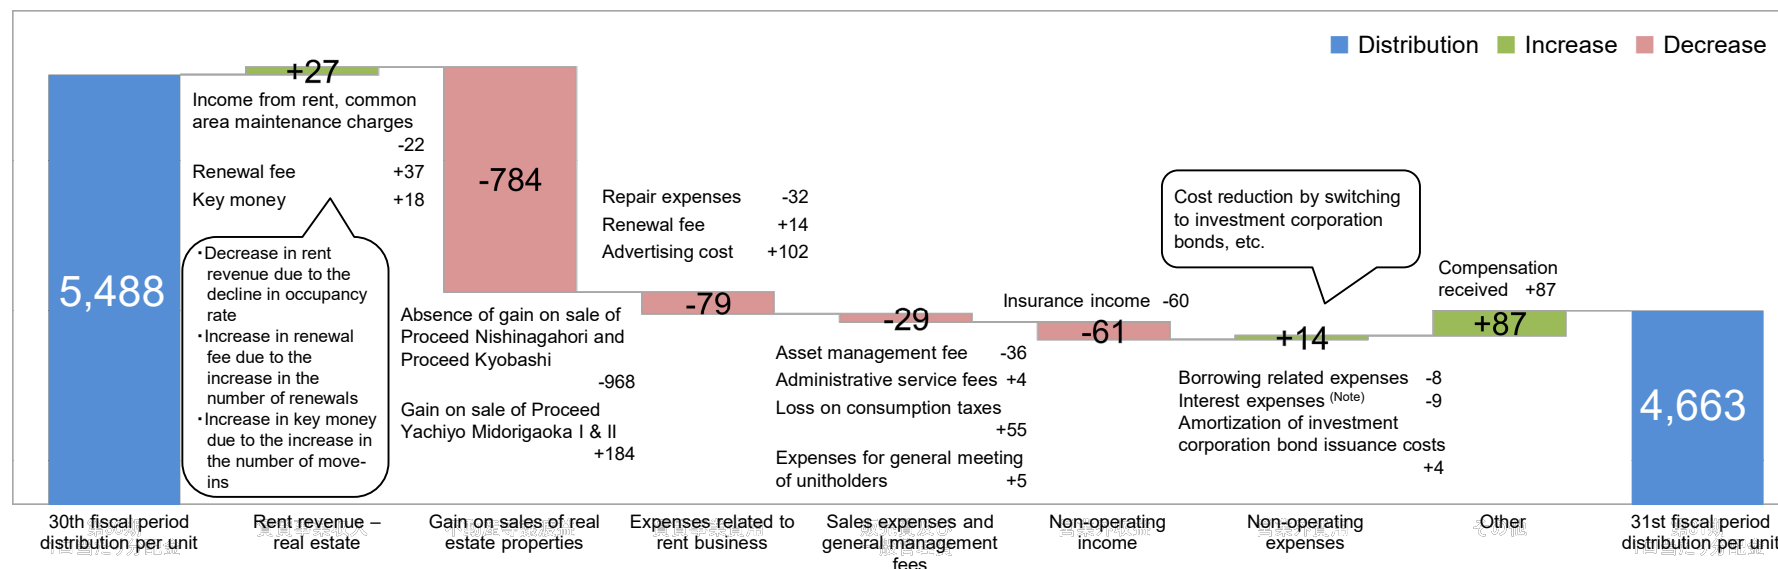 Distribution
Increase
Decrease
5,488
+27
Income from rent, common
area maintenance charges
-22
Renewal fee +37
Key money +18
・Decrease in rent
revenue due to the
decline in occupancy
rate
・Increase in renewal
fee due to the
increase in the
number of renewals
・Increase in key money
due to the increase in
the number of move-
ins
-784
Absence of gain on sale of
Proceed Nishinagahori and
Proceed Kyobashi
-968
Gain on sale of Proceed
Yachiyo Midorigaoka I & II
+184
Repair expenses -32
Renewal fee +14
Advertising cost +102
-79
-29
Asset management fee -36
Administrative service fees +4
Loss on consumption taxes
+55
Expenses for general meeting
of unitholders +5
Insurance income -60
-61
Cost reduction by switching
to investment corporation
bonds, etc.
+14
Borrowing related expenses -8
Interest expenses (Note) -9
Amortization of investment
corporation bond issuance costs
+4
Compensation
received +87
+87
4,663
30th fiscal period
distribution per unit
Rent revenue –
real estate
Gain on sales of real
estate properties
Expenses related to
rent business
Sales expenses and
general management
fees
Non-operating
income
Non-operating
expenses
Other
31st fiscal period
distribution per unit